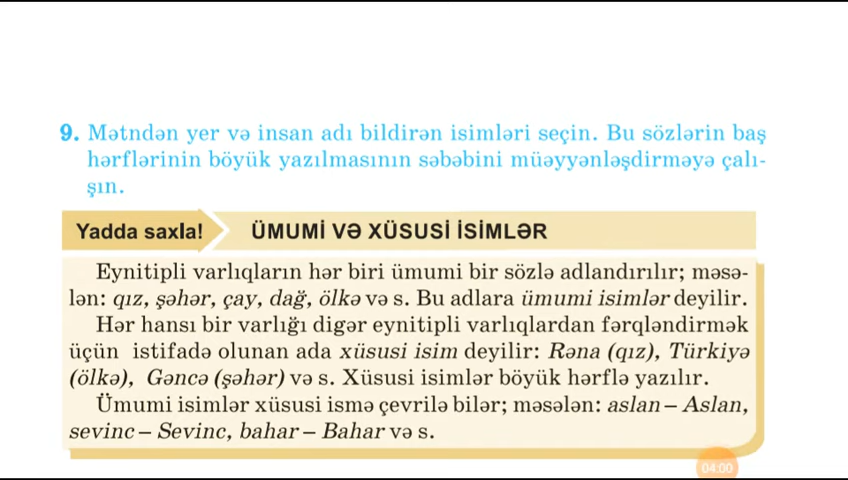 9. Mətndən yer və insan adı bildirən isimləri seçin. Bu sözlərin baş
hərflərinin böyük yazılmasının səbəbini müəyyənləşdirməyə çalı-
şın.
Yadda saxla! ÜMUMİ VƏ XÜSUSİ İSİMLƏR
Eynitipli varlıqların hər biri ümumi bir sözlə adlandırılır; məsə-
lən: qız, şəhər, çay, dağ, ölkə və s. Bu adlara ümumi isimlər deyilir.
Hər hansı bir varlığı digər eynitipli varlıqlardan fərqləndirmək
üçün istifadə olunan ada xüsusi isim deyilir: Rəna (qız), Türkiyə
(ölkə), Gəncə (şəhər) və s. Xüsusi isimlər böyük hərflə yazılır.
Ümumi isimlər xüsusi ismə çevrilə bilər; məsələn: aslan – Aslan,
sevinc – Sevinc, bahar – Bahar və s.
04:00